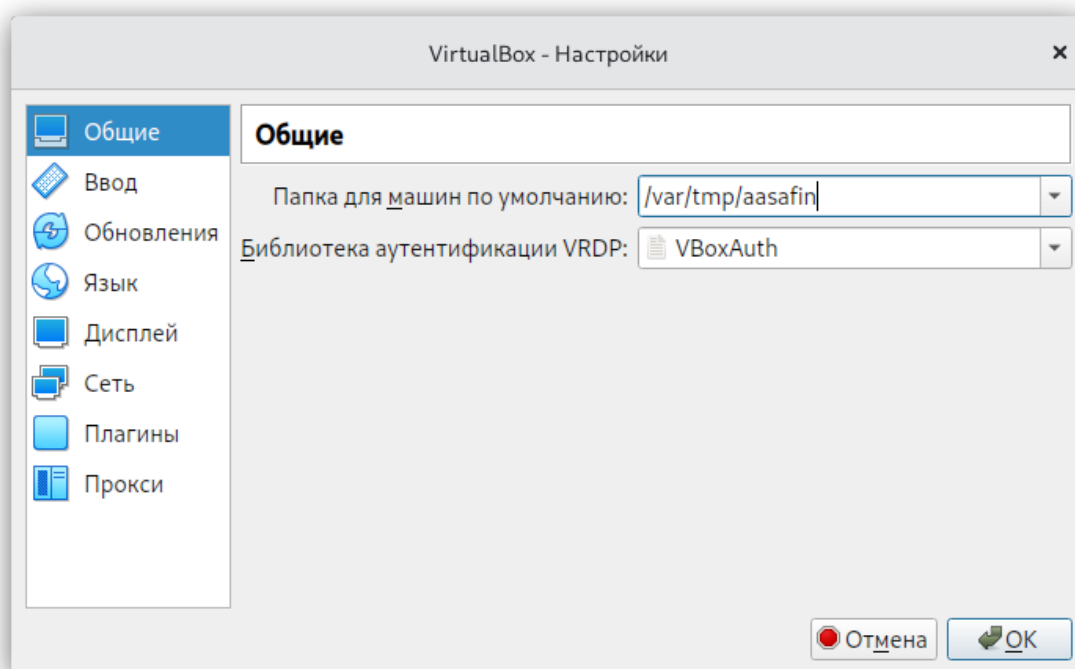 VirtualBox - Настройки
Общие
Ввод
Обновления
Язык
Дисплей
Сеть
Плагины
Прокси
Общие
Папка для машин по умолчанию: /var/tmp/aasafin
Библиотека аутентификации VRDP: VBoxAuth
Отмена OK